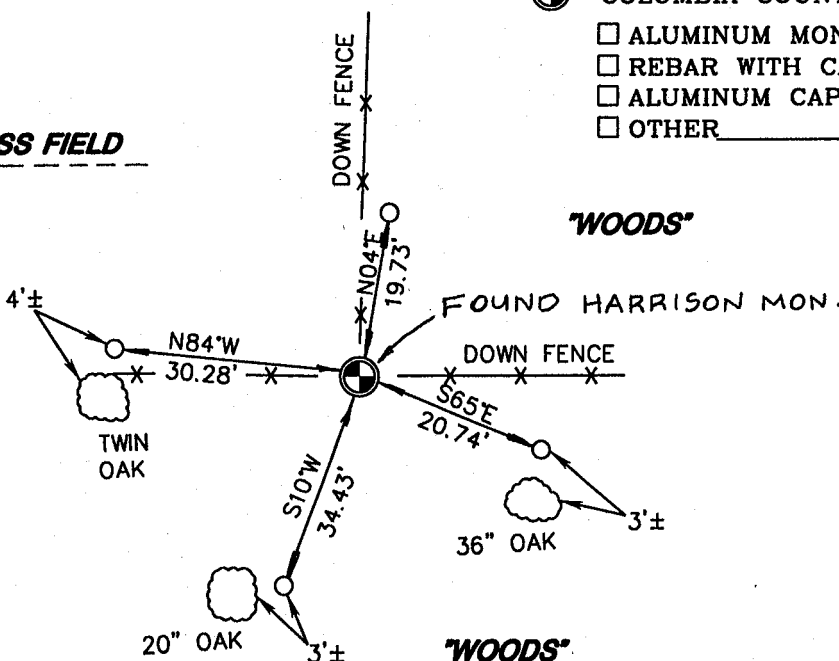 COLUMBIA COUN
□ ALUMINUM MON
□ REBAR WITH CA
□ ALUMINUM CAP
□ OTHER
DOWN FENCE
SS FIELD
"WOODS"
N04°E
19.73'
4'±
FOUND HARRISON MON.
N84°W
30.28'
DOWN FENCE
S65°E
20.74'
TWIN
OAK
S10°W
34.43'
36" OAK
3'±
20" OAK
3'±
"WOODS"